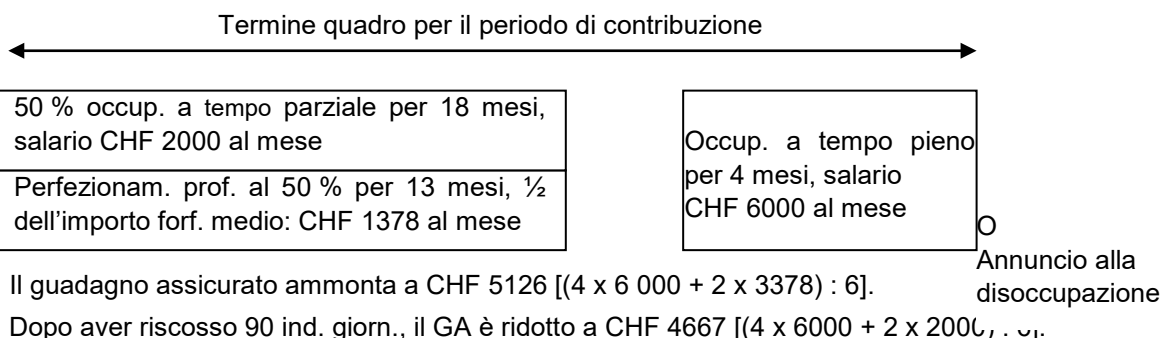 Termine quadro per il periodo di contribuzione
50 % occup. a tempo parziale per 18 mesi,
salario CHF 2000 al mese
Perfezionam. prof. al 50 % per 13 mesi, ½
dell'importo forf. medio: CHF 1378 al mese
Occup. a tempo pieno
per 4 mesi, salario
CHF 6000 al mese
O
Annuncio alla
disoccupazione
Il guadagno assicurato ammonta a CHF 5126 [(4 x 6 000 + 2 x 3378) : 6].
Dopo aver riscosso 90 ind. giorn., il GA è ridotto a CHF 4667 [(4 x 6000 + 2 x